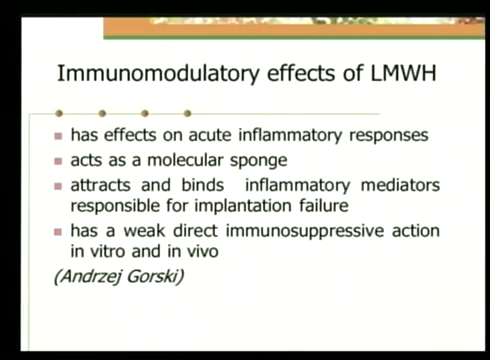 Immunomodulatory effects of LMWH
has effects on acute inflammatory responses
acts as a molecular sponge
attracts and binds inflammatory mediators
responsible for implantation failure
has a weak direct immunosuppressive action
in vitro and in vivo
(Andrzej Gorski)